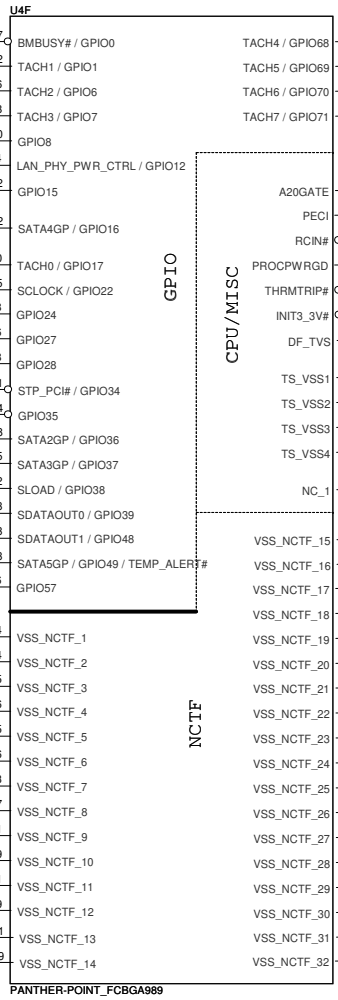 U4F
BMBUSY# / GPIO0
TACH1 / GPIO1
TACH2 / GPIO6
TACH3 / GPIO7
GPIO8
LAN_PHY_PWR_CTRL / GPIO12
GPIO15
SATA4GP / GPIO16
TACH0 / GPIO17
SCLOCK / GPIO22
GPIO24
GPIO27
GPIO28
STP_PCI# / GPIO34
GPIO35
SATA2GP / GPIO36
SATA3GP / GPIO37
SLOAD / GPIO38
SDATAOUT0 / GPIO39
SDATAOUT1 / GPIO48
SATA5GP / GPIO49 / TEMP_ALERT#
GPIO57
GPIO
TACH4 / GPIO68
TACH5 / GPIO69
TACH6 / GPIO70
TACH7 / GPIO71
CPU/MISC
A20GATE
PECI
RCIN#
PROCPWRGD
THRMTRIP#
INIT3_3V#
DF_TVS
TS_VSS1
TS_VSS2
TS_VSS3
TS_VSS4
NC_1
VSS_NCTF_1
VSS_NCTF_2
VSS_NCTF_3
VSS_NCTF_4
VSS_NCTF_5
VSS_NCTF_6
VSS_NCTF_7
VSS_NCTF_8
VSS_NCTF_9
VSS_NCTF_10
VSS_NCTF_11
VSS_NCTF_12
VSS_NCTF_13
VSS_NCTF_14
NCTF
VSS_NCTF_15
VSS_NCTF_16
VSS_NCTF_17
VSS_NCTF_18
VSS_NCTF_19
VSS_NCTF_20
VSS_NCTF_21
VSS_NCTF_22
VSS_NCTF_23
VSS_NCTF_24
VSS_NCTF_25
VSS_NCTF_26
VSS_NCTF_27
VSS_NCTF_28
VSS_NCTF_29
VSS_NCTF_30
VSS_NCTF_31
VSS_NCTF_32
PANTHER-POINT_FCBGA989